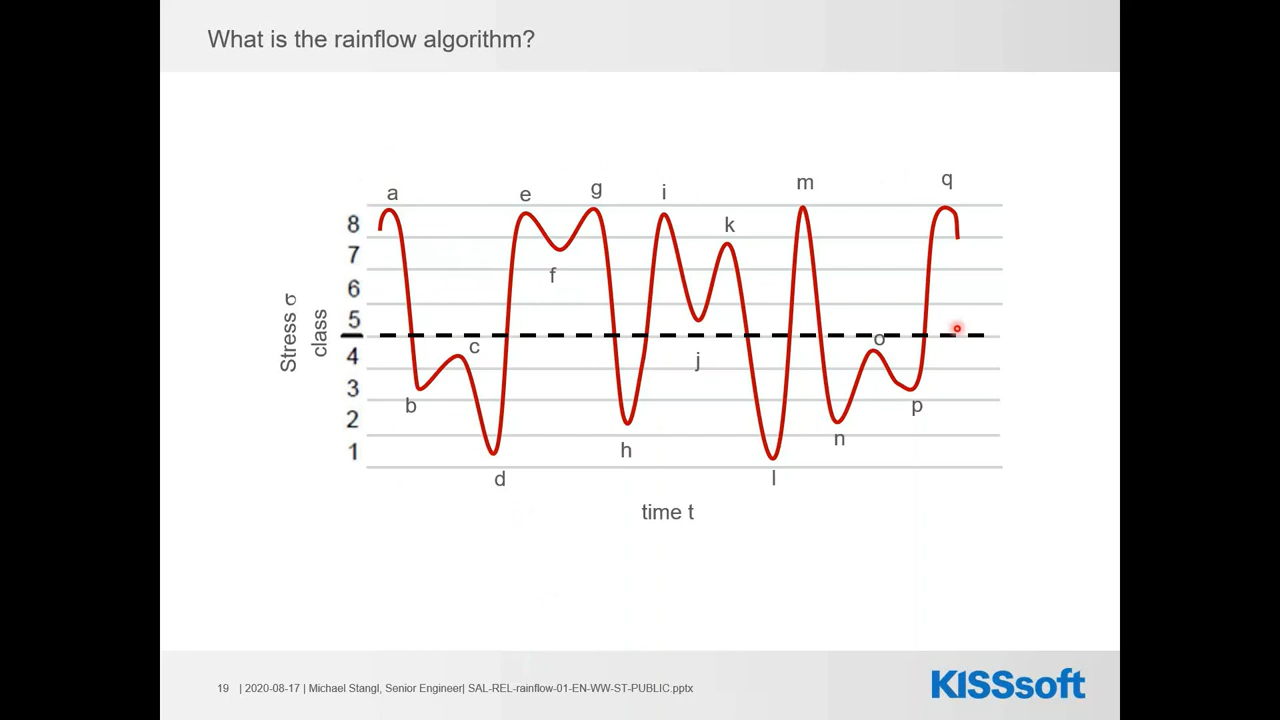 What is the rainflow algorithm?
a
e
g
i
m
q
8
k
7
f
6
5
Stress σ
class
c
o
4
j
3
b
p
2
n
h
1
d
l
time t
19 | 2020-08-17 | Michael Stangl, Senior Engineer| SAL-REL-rainflow-01-EN-WW-ST-PUBLIC.pptx
KISSsoft